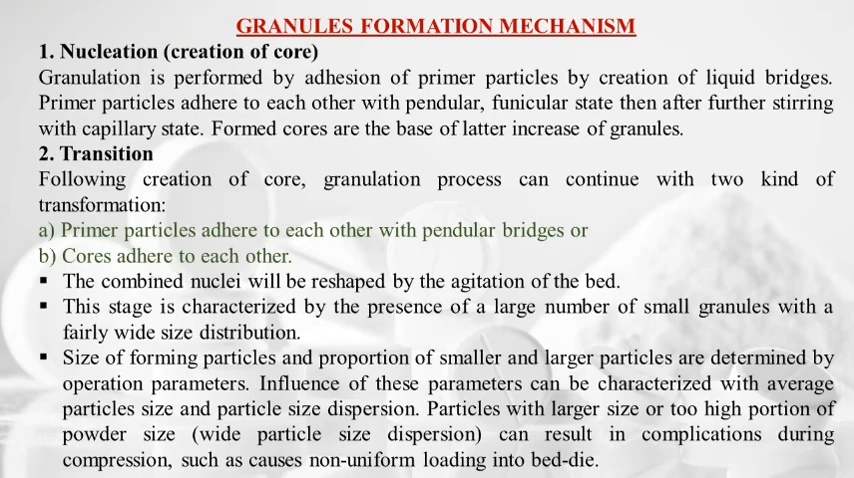 GRANULES FORMATION MECHANISM
1. Nucleation (creation of core)
Granulation is performed by adhesion of primer particles by creation of liquid bridges.
Primer particles adhere to each other with pendular, funicular state then after further stirring
with capillary state. Formed cores are the base of latter increase of granules.
2. Transition
Following creation of core, granulation process can continue with two kind of
transformation:
a) Primer particles adhere to each other with pendular bridges or
b) Cores adhere to each other.
▪ The combined nuclei will be reshaped by the agitation of the bed.
▪ This stage is characterized by the presence of a large number of small granules with a
fairly wide size distribution.
▪ Size of forming particles and proportion of smaller and larger particles are determined by
operation parameters. Influence of these parameters can be characterized with average
particles size and particle size dispersion. Particles with larger size or too high portion of
powder size (wide particle size dispersion) can result in complications during
compression, such as causes non-uniform loading into bed-die.